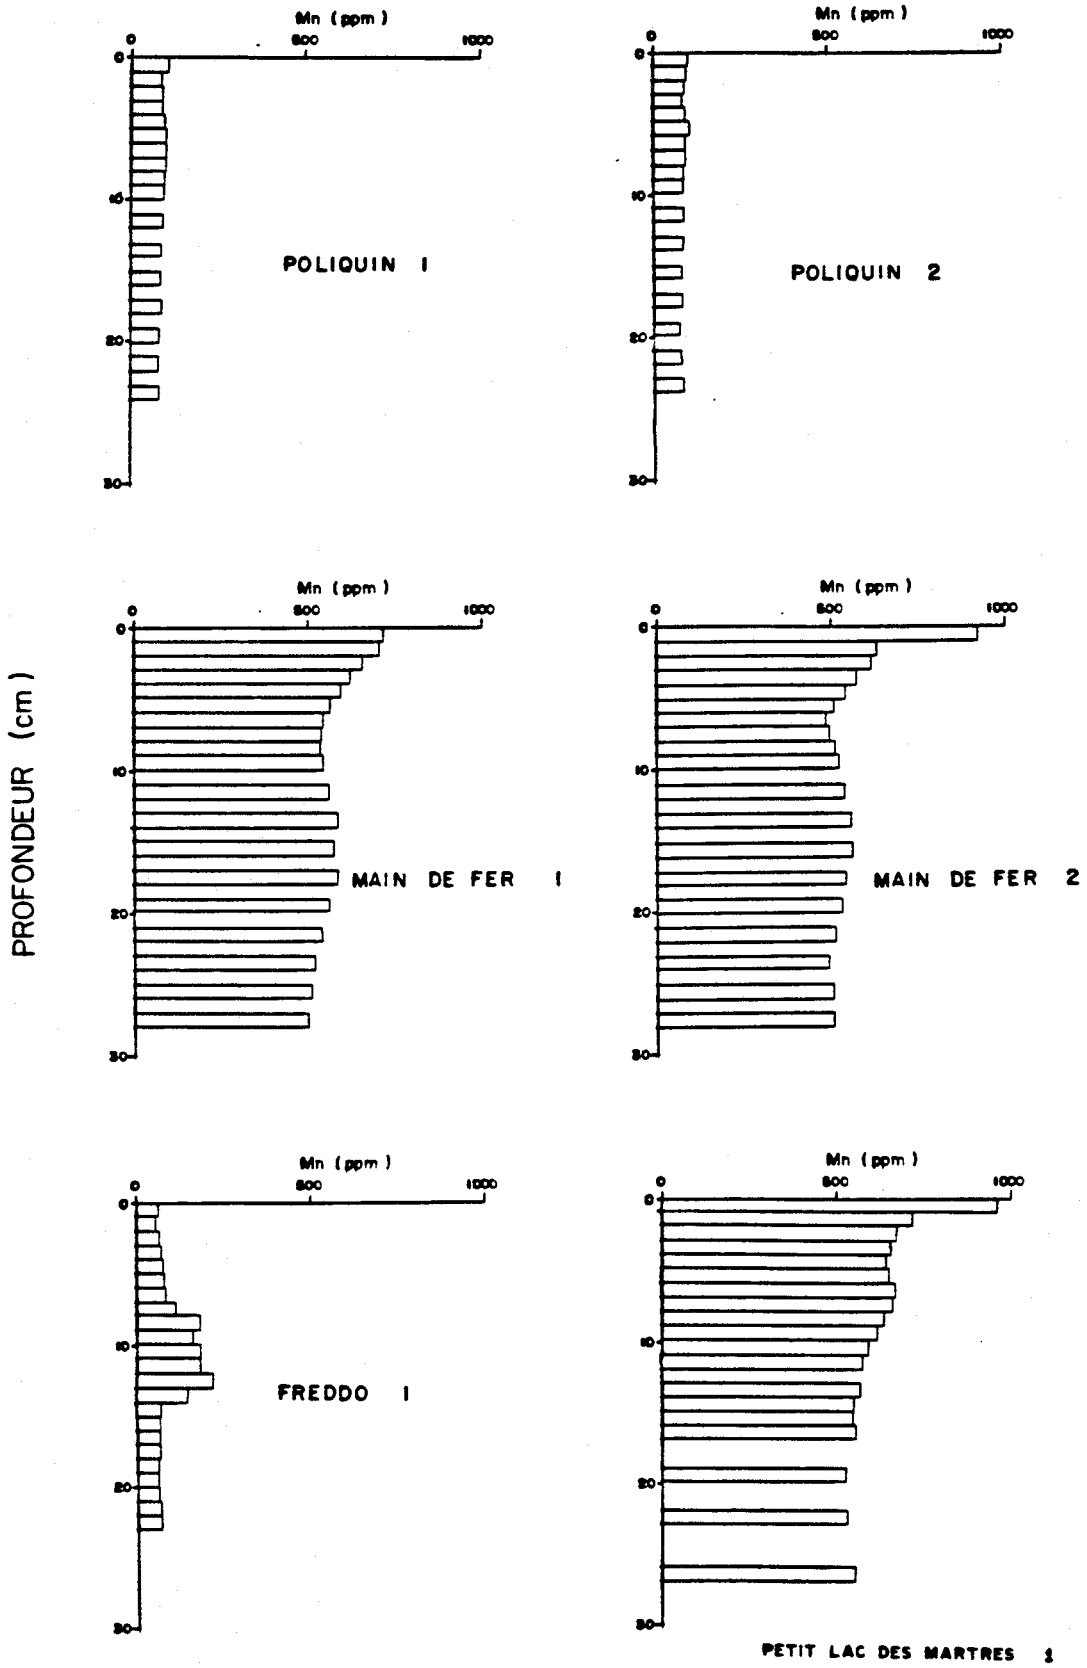 Mn (ppm)
0 500 1000
0
10
20
30
POLIQUIN 1
Mn (ppm)
0 500 1000
0
10
20
30
POLIQUIN 2
PROFONDEUR (cm)
Mn (ppm)
0 500 1000
0
10
20
30
MAIN DE FER 1
Mn (ppm)
0 500 1000
0
10
20
30
MAIN DE FER 2
Mn (ppm)
0 500 1000
0
10
20
30
FREDDO 1
Mn (ppm)
0 500 1000
0
10
20
30
PETIT LAC DES MARTRES 1